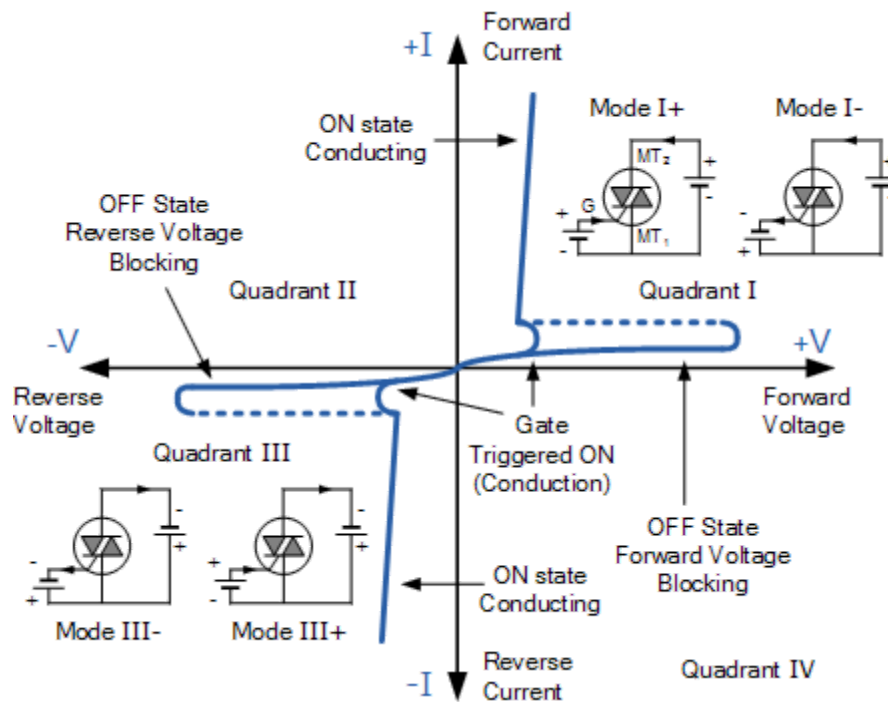 +I
Forward
Current
ON state
Conducting
Mode I+
Mode I-
MT₂
+
-
G
+
-
MT₁
+
-
-
+
OFF State
Reverse Voltage
Blocking
Quadrant II
Quadrant I
-V
+V
Reverse
Voltage
Forward
Voltage
Gate
Triggered ON
(Conduction)
Quadrant III
OFF State
Forward Voltage
Blocking
-
+
-
+
-
+
+
-
ON state
Conducting
Mode III-
Mode III+
-I
Reverse
Current
Quadrant IV